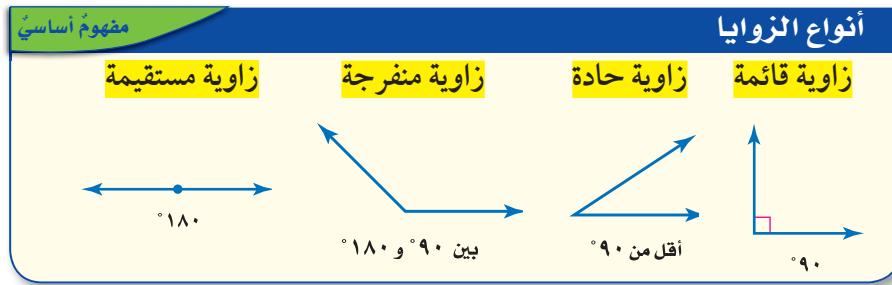 أنواع الزوايا
مفهومٌ أساسيٌ
زاوية قائمة
زاوية حادة
زاوية منفرجة
زاوية مستقيمة
٩٠°
أقل من ٩٠°
بين ٩٠° و ١٨٠°
١٨٠°